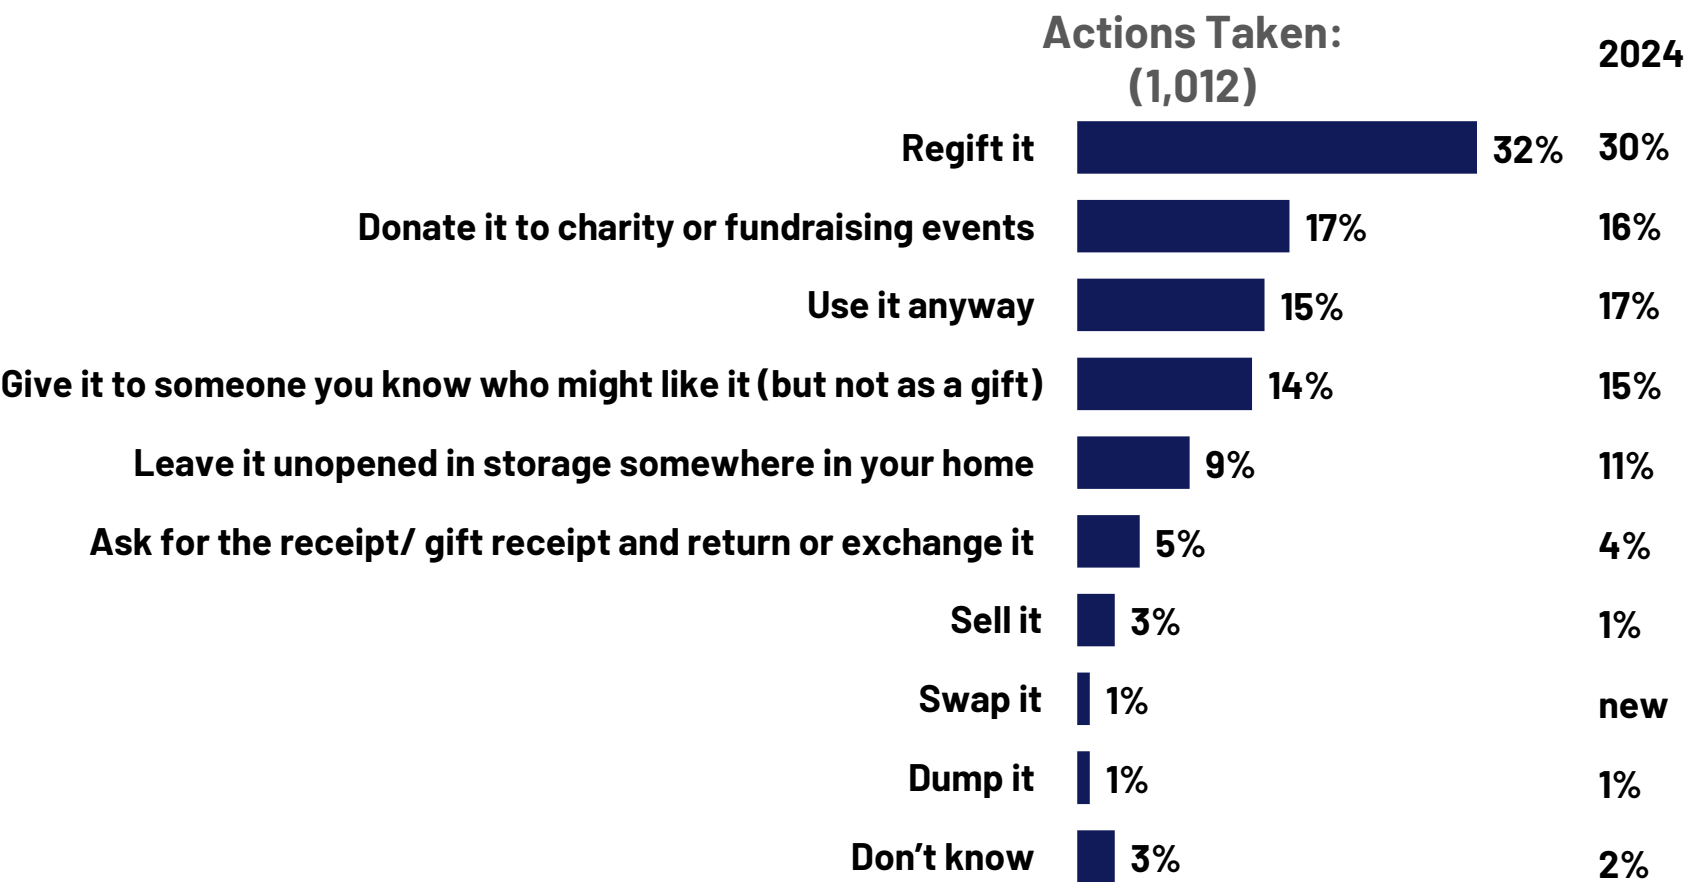 Actions Taken:
(1,012)
2024
Regift it 32% 30%
Donate it to charity or fundraising events 17% 16%
Use it anyway 15% 17%
Give it to someone you know who might like it (but not as a gift) 14% 15%
Leave it unopened in storage somewhere in your home 9% 11%
Ask for the receipt/ gift receipt and return or exchange it 5% 4%
Sell it 3% 1%
Swap it 1% new
Dump it 1% 1%
Don’t know 3% 2%